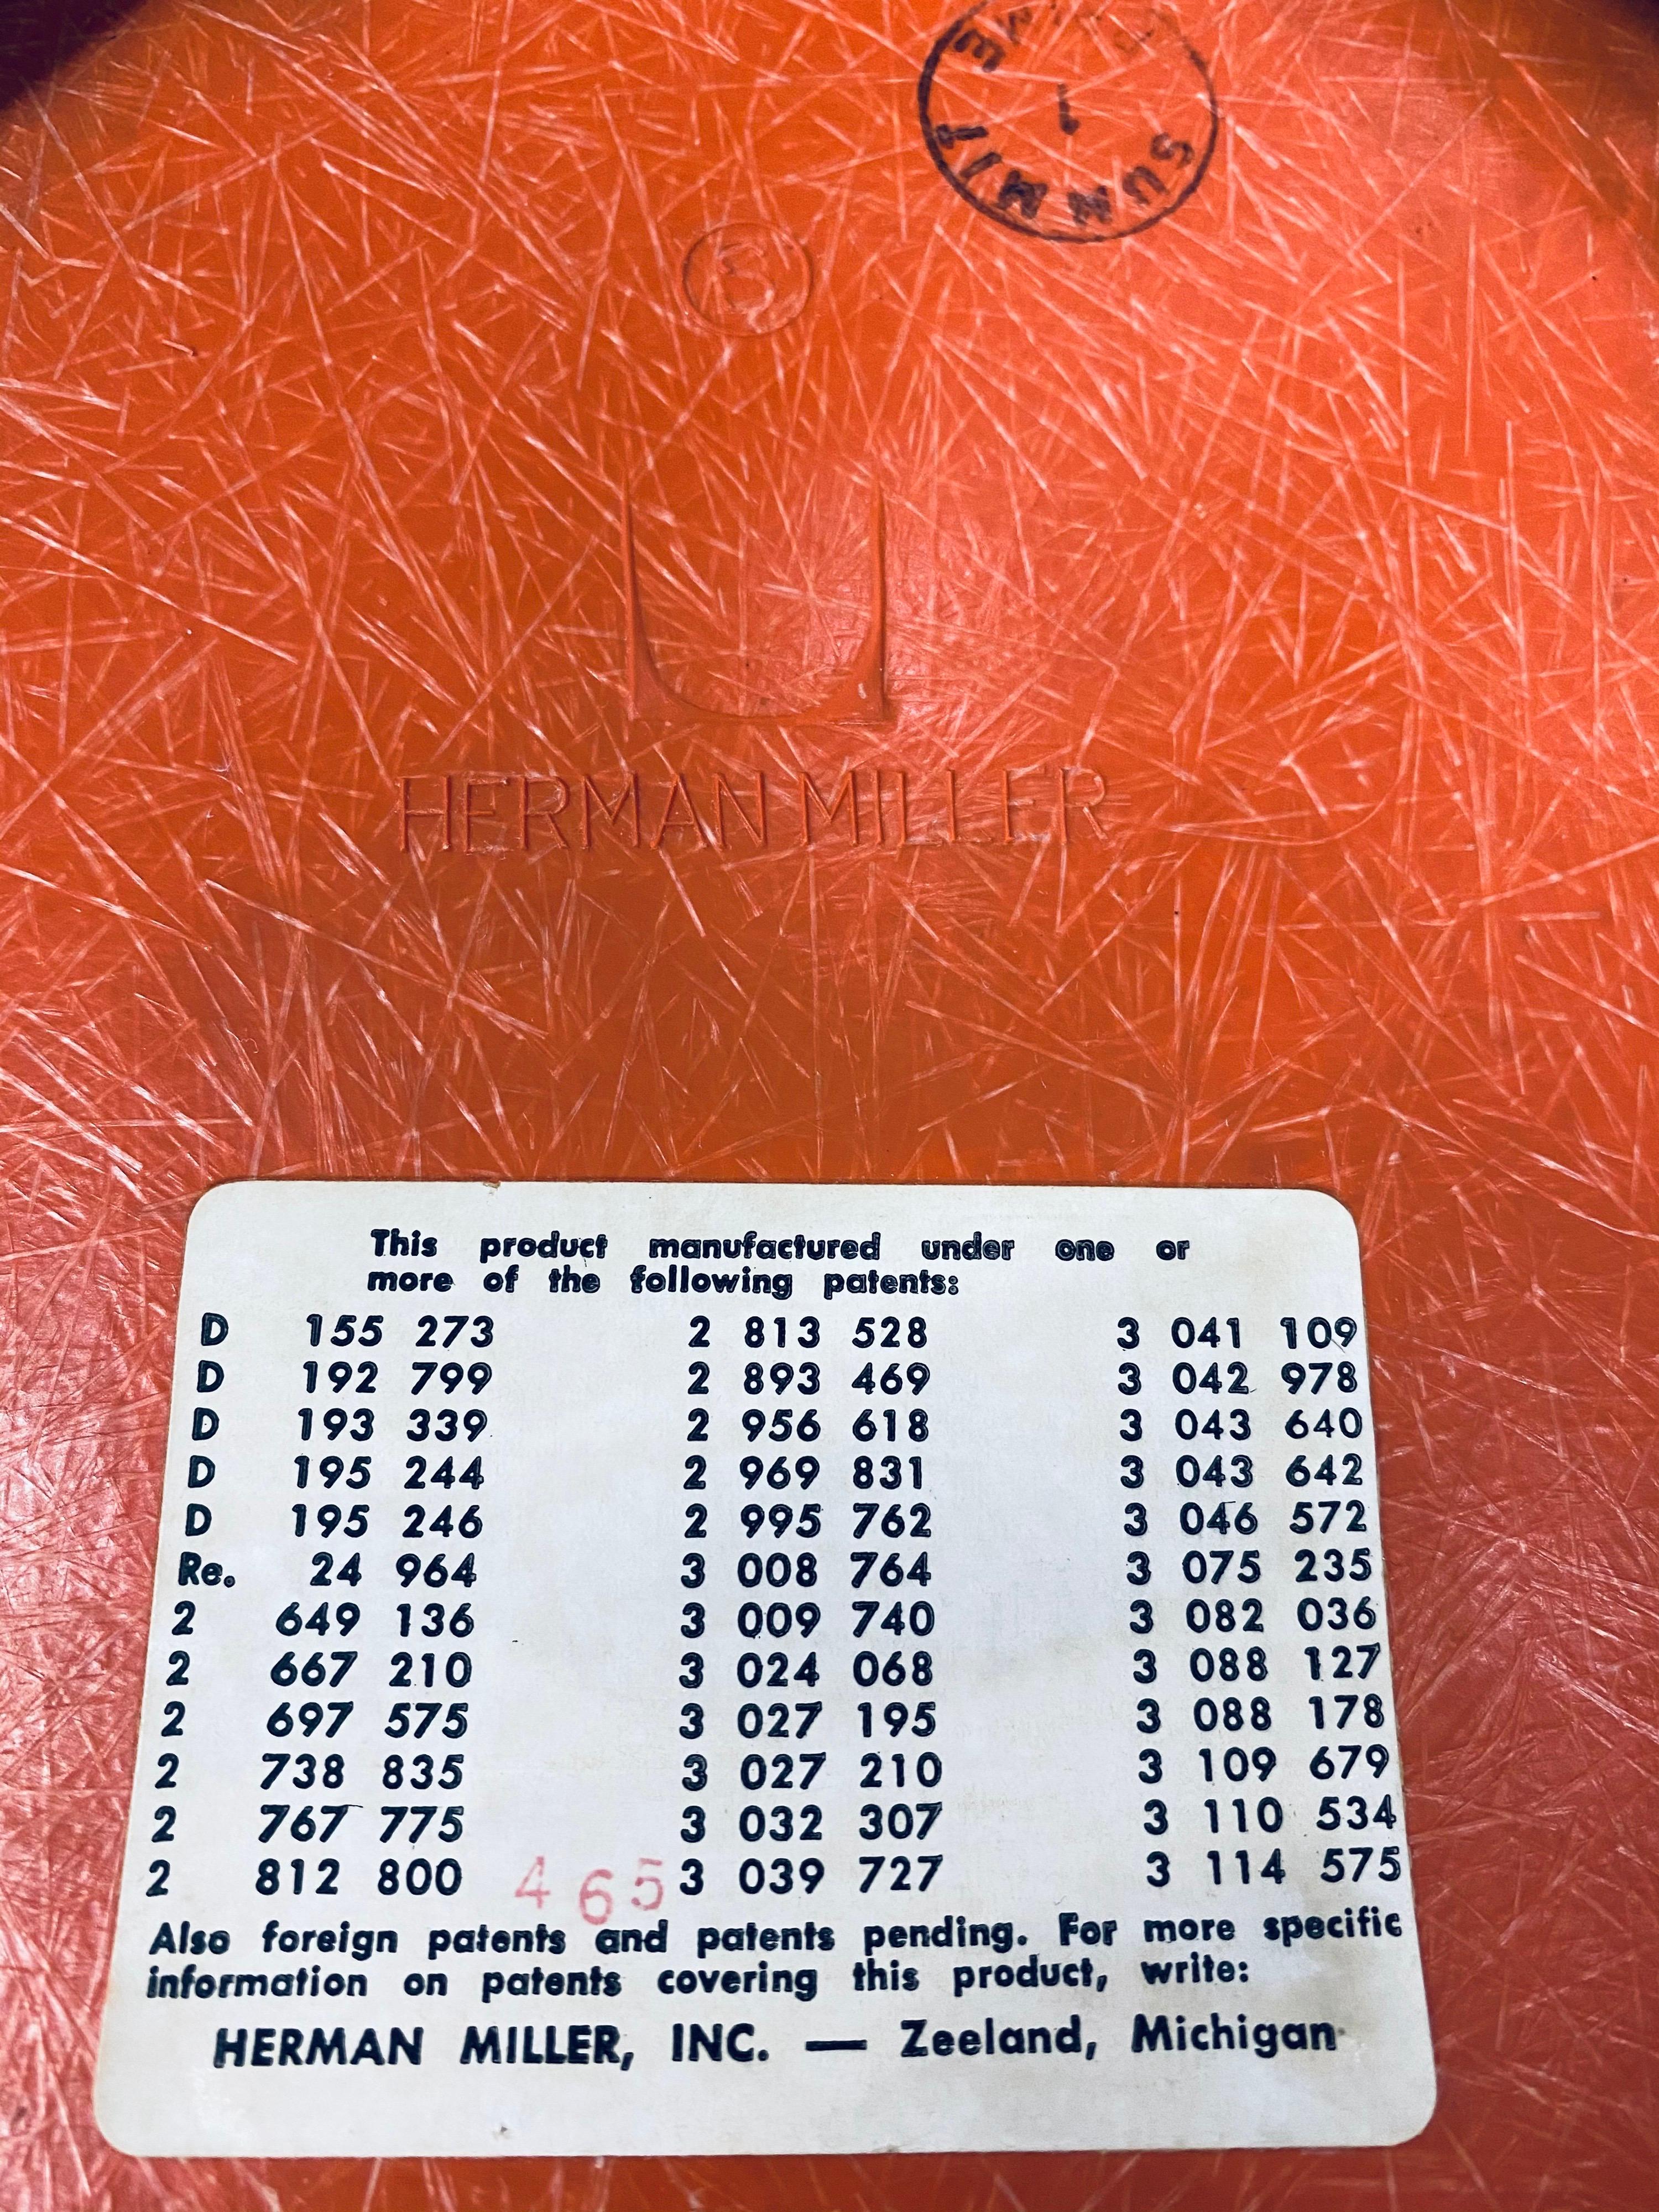 PRIME
1
SUMMIT
3
HERMAN MILLER
This product manufactured under one or
more of the following patents:
D 155 273 2 813 528 3 041 109
D 192 799 2 893 469 3 042 978
D 193 339 2 956 618 3 043 640
D 195 244 2 969 831 3 043 642
D 195 246 2 995 762 3 046 572
Re. 24 964 3 008 764 3 075 235
2 649 136 3 009 740 3 082 036
2 667 210 3 024 068 3 088 127
2 697 575 3 027 195 3 088 178
2 738 835 3 027 210 3 109 679
2 767 775 3 032 307 3 110 534
2 812 800 465 3 039 727 3 114 575
Also foreign patents and patents pending. For more specific
information on patents covering this product, write:
HERMAN MILLER, INC. — Zeeland, Michigan